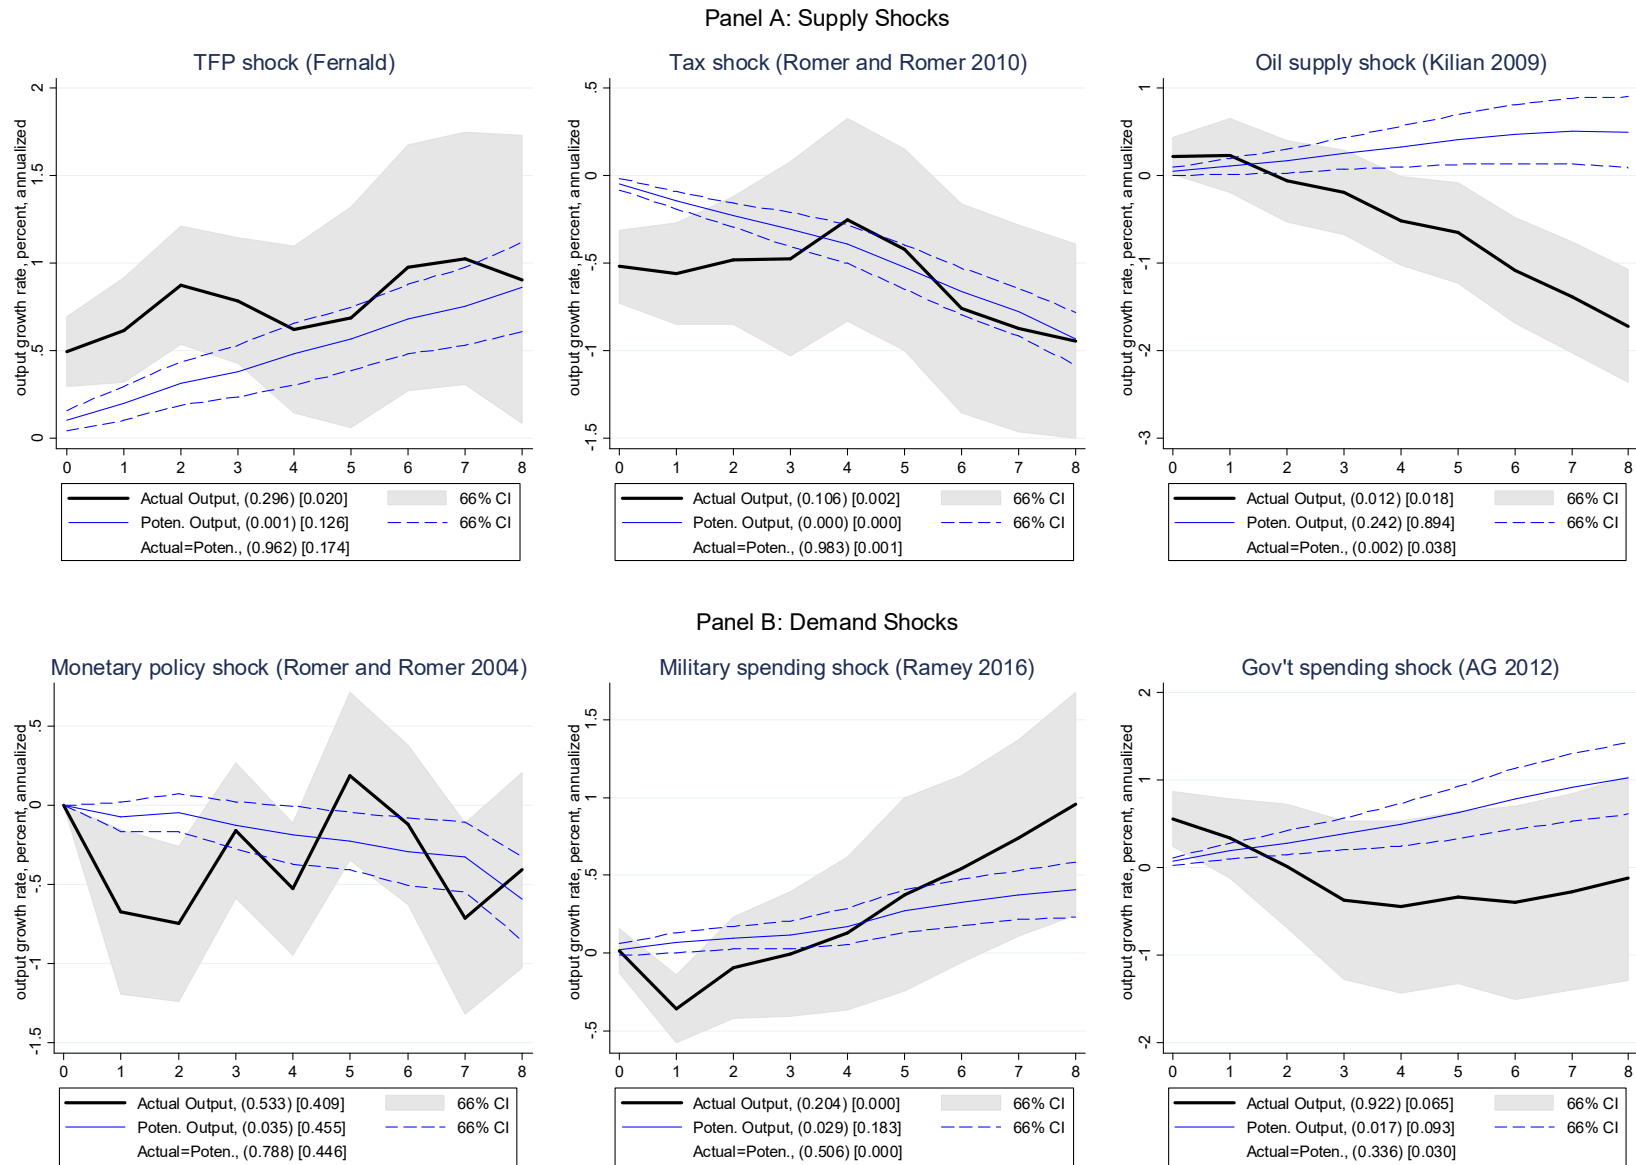 Panel A: Supply Shocks
TFP shock (Fernald)
output growth rate, percent, annualized
2
1.5
1
.5
0
0 1 2 3 4 5 6 7 8
Actual Output, (0.296) [0.020] 66% CI
Poten. Output, (0.001) [0.126] 66% CI
Actual=Poten., (0.962) [0.174]
Tax shock (Romer and Romer 2010)
output growth rate, percent, annualized
.5
0
-.5
-1
-1.5
0 1 2 3 4 5 6 7 8
Actual Output, (0.106) [0.002] 66% CI
Poten. Output, (0.000) [0.000] 66% CI
Actual=Poten., (0.983) [0.001]
Oil supply shock (Kilian 2009)
output growth rate, percent, annualized
1
0
-1
-2
-3
0 1 2 3 4 5 6 7 8
Actual Output, (0.012) [0.018] 66% CI
Poten. Output, (0.242) [0.894] 66% CI
Actual=Poten., (0.002) [0.038]
Panel B: Demand Shocks
Monetary policy shock (Romer and Romer 2004)
output growth rate, percent, annualized
.5
0
-.5
-1
-1.5
0 1 2 3 4 5 6 7 8
Actual Output, (0.533) [0.409] 66% CI
Poten. Output, (0.035) [0.455] 66% CI
Actual=Poten., (0.788) [0.446]
Military spending shock (Ramey 2016)
output growth rate, percent, annualized
1.5
1
.5
0
-.5
0 1 2 3 4 5 6 7 8
Actual Output, (0.204) [0.000] 66% CI
Poten. Output, (0.029) [0.183] 66% CI
Actual=Poten., (0.506) [0.000]
Gov't spending shock (AG 2012)
output growth rate, percent, annualized
2
1
0
-1
-2
0 1 2 3 4 5 6 7 8
Actual Output, (0.922) [0.065] 66% CI
Poten. Output, (0.017) [0.093] 66% CI
Actual=Poten., (0.336) [0.030]